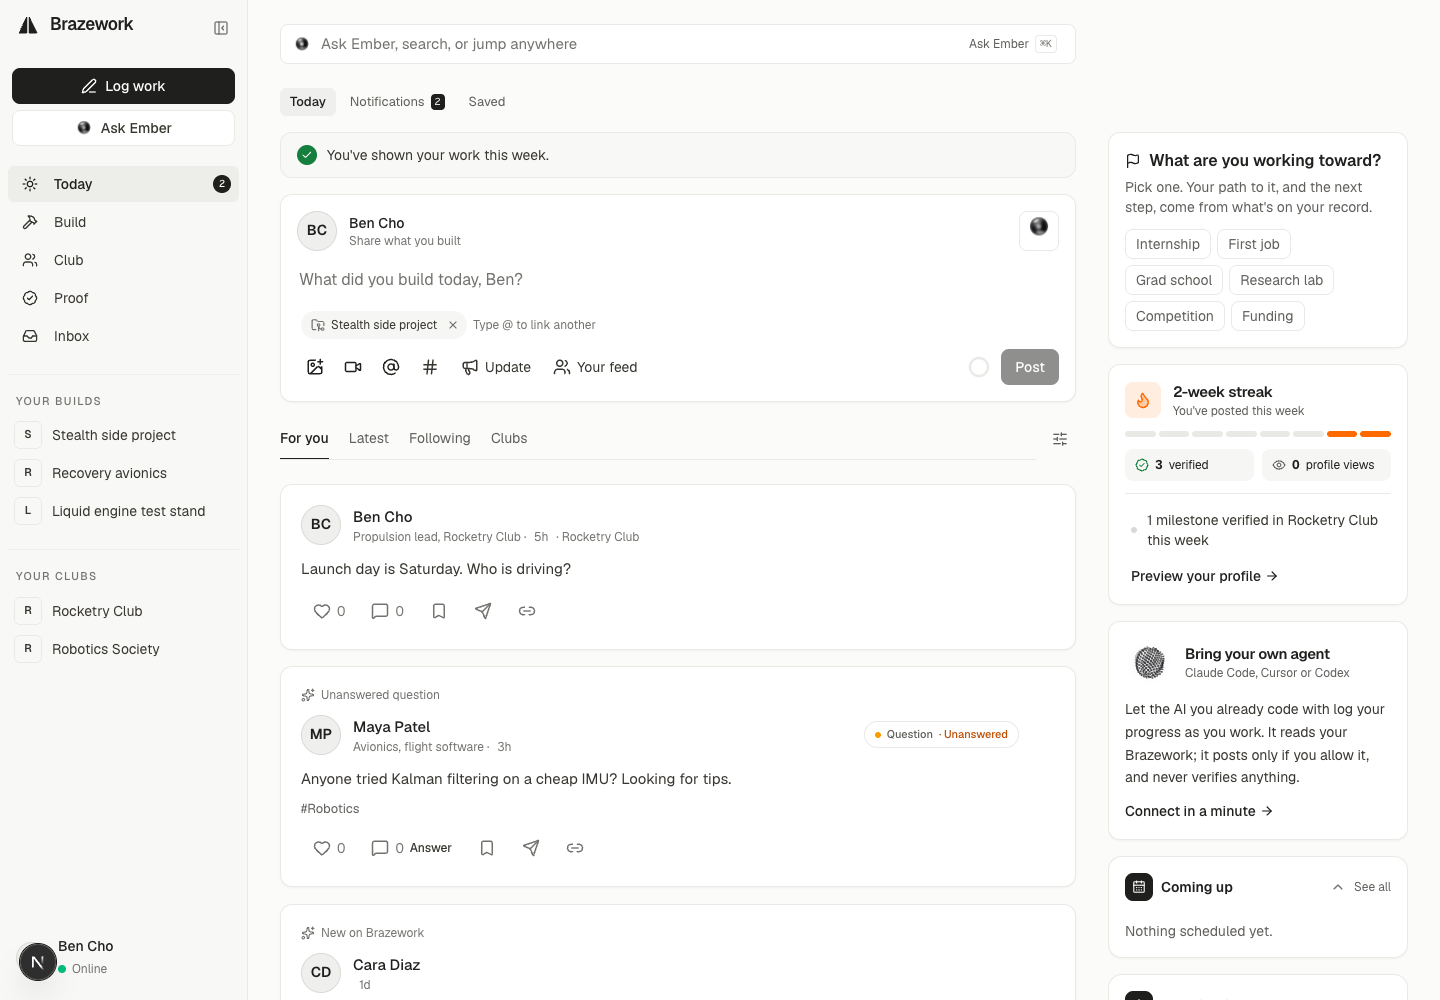 Brazework
Log work
Ask Ember
Today 2
Build
Club
Proof
Inbox
YOUR BUILDS
S Stealth side project
R Recovery avionics
L Liquid engine test stand
YOUR CLUBS
R Rocketry Club
R Robotics Society
N
Ben Cho
Online
Ask Ember, search, or jump anywhere
Ask Ember ⌘K
Today Notifications 2 Saved
You've shown your work this week.
BC Ben Cho
Share what you built
What did you build today, Ben?
Stealth side project Type @ to link another
Update Your feed Post
For you Latest Following Clubs
BC Ben Cho
Propulsion lead, Rocketry Club · 5h · Rocketry Club
Launch day is Saturday. Who is driving?
0 0
Unanswered question
MP Maya Patel
Avionics, flight software · 3h
Question · Unanswered
Anyone tried Kalman filtering on a cheap IMU? Looking for tips.
#Robotics
0 0 Answer
New on Brazework
CD Cara Diaz
1d
What are you working toward?
Pick one. Your path to it, and the next
step, come from what's on your record.
Internship First job
Grad school Research lab
Competition Funding
2-week streak
You've posted this week
3 verified 0 profile views
1 milestone verified in Rocketry Club
this week
Preview your profile →
Bring your own agent
Claude Code, Cursor or Codex
Let the AI you already code with log your
progress as you work. It reads your
Brazework; it posts only if you allow it,
and never verifies anything.
Connect in a minute →
Coming up See all
Nothing scheduled yet.